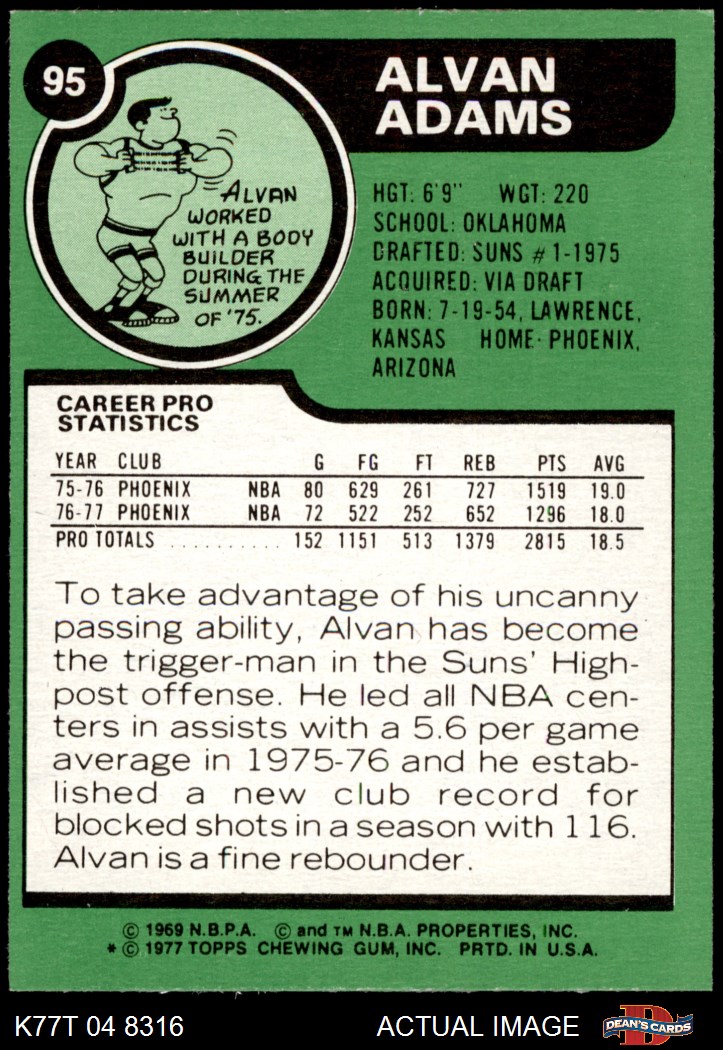 95
ALVAN
ADAMS
ALVAN
WORKED
WITH A BODY
BUILDER
DURING THE
SUMMER
OF '75.
HGT: 6'9" WGT: 220
SCHOOL: OKLAHOMA
DRAFTED: SUNS #1-1975
ACQUIRED: VIA DRAFT
BORN: 7-19-54, LAWRENCE,
KANSAS HOME- PHOENIX,
ARIZONA
CAREER PRO
STATISTICS
YEAR CLUB G FG FT REB PTS AVG
75-76 PHOENIX NBA 80 629 261 727 1519 19.0
76-77 PHOENIX NBA 72 522 252 652 1296 18.0
PRO TOTALS .......... 152 1151 513 1379 2815 18.5
To take advantage of his uncanny
passing ability, Alvan has become
the trigger-man in the Suns' High-
post offense. He led all NBA cen-
ters in assists with a 5.6 per game
average in 1975-76 and he estab-
lished a new club record for
blocked shots in a season with 116.
Alvan is a fine rebounder.
© 1969 N.B.P.A. © and TM N.B.A. PROPERTIES, INC.
* © 1977 TOPPS CHEWING GUM, INC. PRTD. IN U.S.A.
K77T 04 8316 ACTUAL IMAGE D DEAN'S CARDS